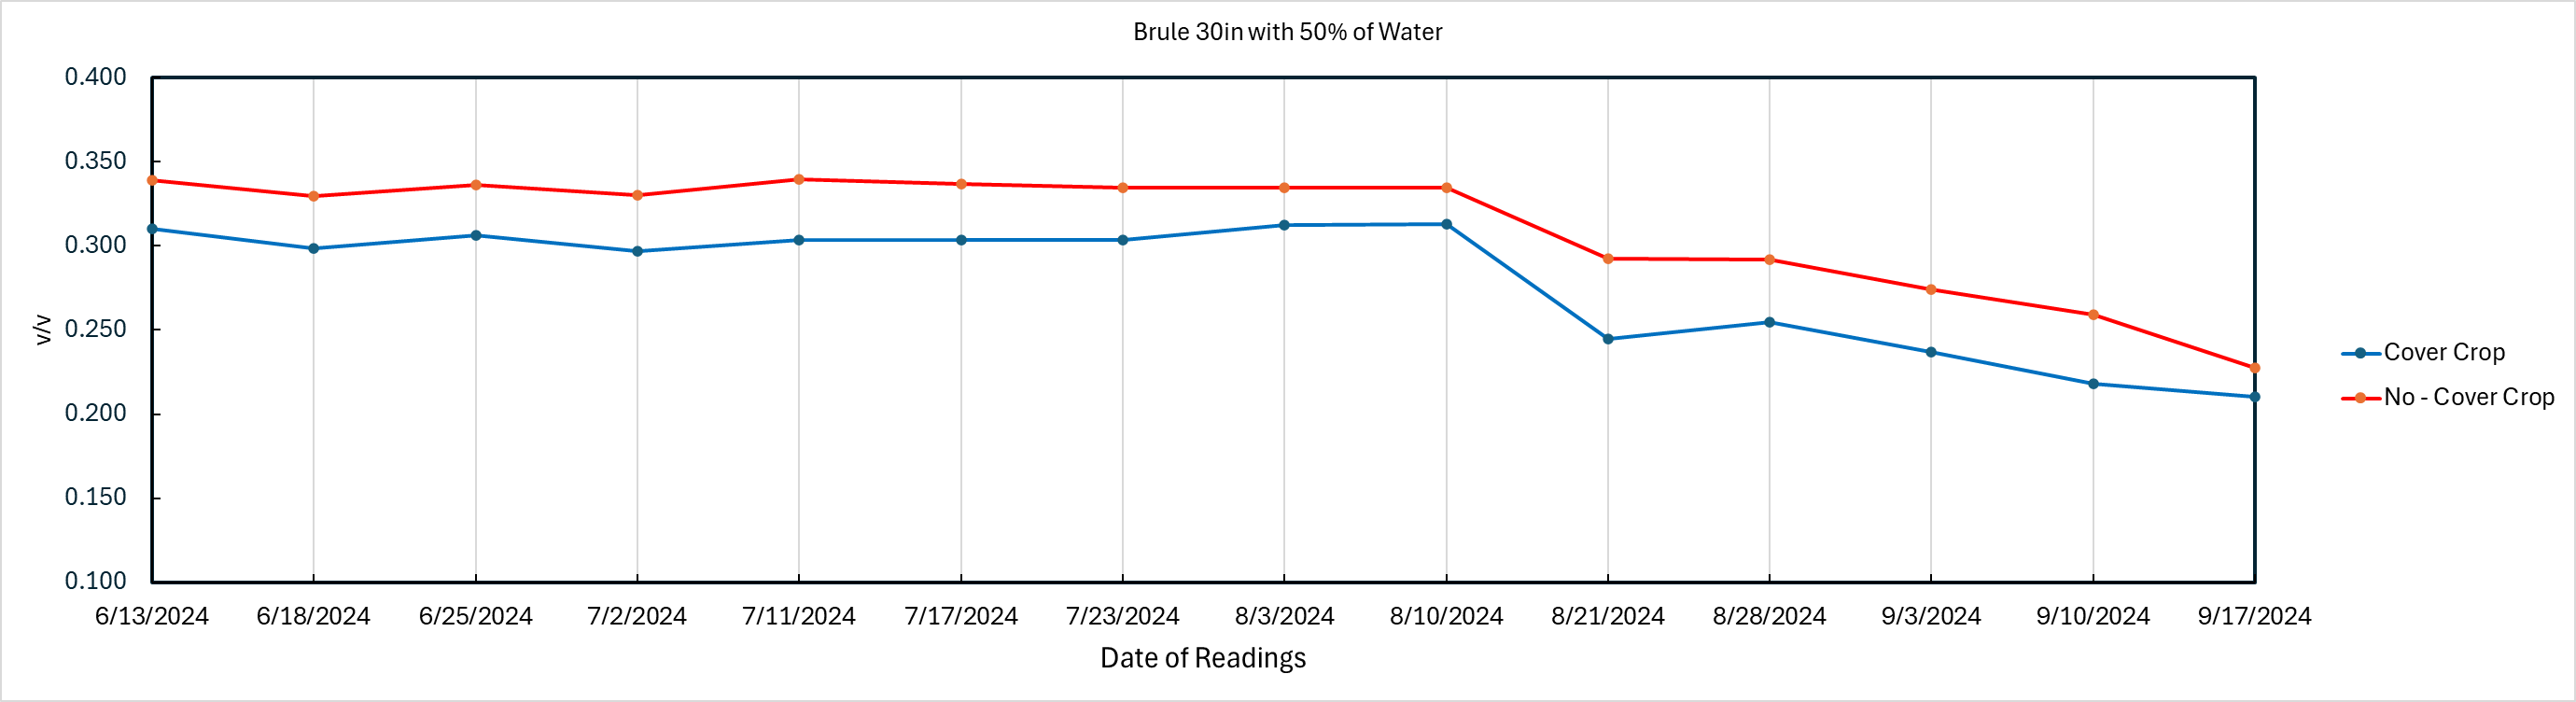 Brule 30in with 50% of Water
0.400
0.350
0.300
0.250
0.200
0.150
0.100
v/v
6/13/2024 6/18/2024 6/25/2024 7/2/2024 7/11/2024 7/17/2024 7/23/2024 8/3/2024 8/10/2024 8/21/2024 8/28/2024 9/3/2024 9/10/2024 9/17/2024
Date of Readings
Cover Crop
No - Cover Crop